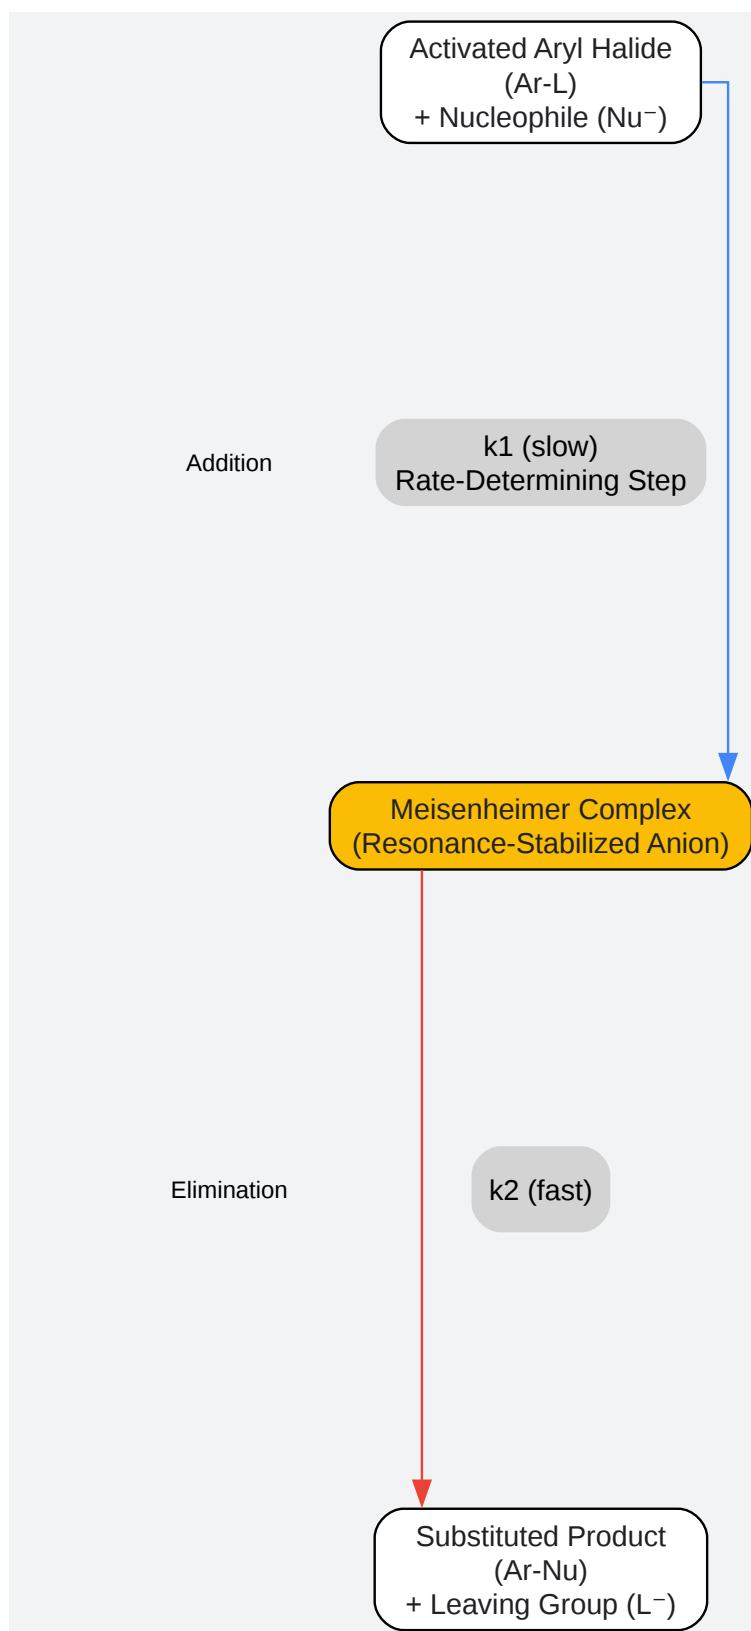 Activated Aryl Halide
(Ar-L)
+ Nucleophile (Nu⁻)
Addition
k1 (slow)
Rate-Determining Step
Meisenheimer Complex
(Resonance-Stabilized Anion)
Elimination
k2 (fast)
Substituted Product
(Ar-Nu)
+ Leaving Group (L⁻)